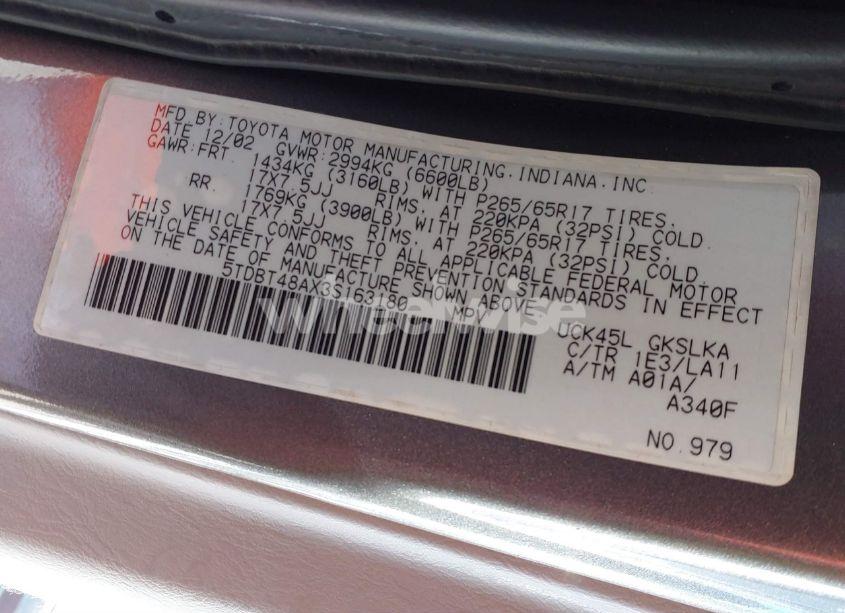 MFD.BY:TOYOTA MOTOR MANUFACTURING.INDIANA.INC.
DATE 12/02 GVWR:2994KG (6600LB)
GAWR:FRT. 1434KG (3160LB) WITH P265/65R17 TIRES,
17X7.5JJ RIMS, AT 220KPA (32PSI) COLD.
RR. 1769KG (3900LB) WITH P265/65R17 TIRES,
17X7.5JJ RIMS, AT 220KPA (32PSI) COLD.
THIS VEHICLE CONFORMS TO ALL APPLICABLE FEDERAL MOTOR
VEHICLE SAFETY AND THEFT PREVENTION STANDARDS IN EFFECT
ON THE DATE OF MANUFACTURE SHOWN ABOVE.
5TDBT48AX3S163180 MPV
UCK45L GKSLKA
C/TR 1E3/LA11
A/TM A01A/
A340F
NO.979
wheelwise